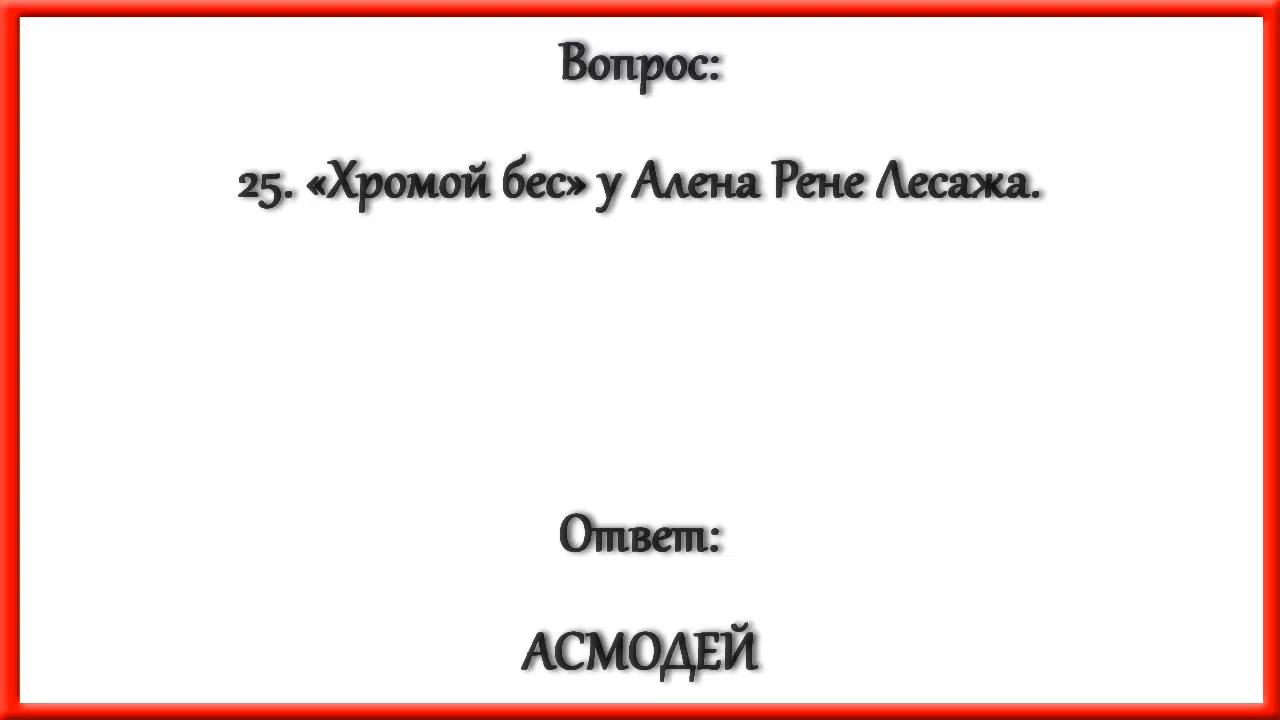 Вопрос:
25. «Хромой бес» у Алена Рене Лесажа.
Ответ:
АСМОДЕЙ